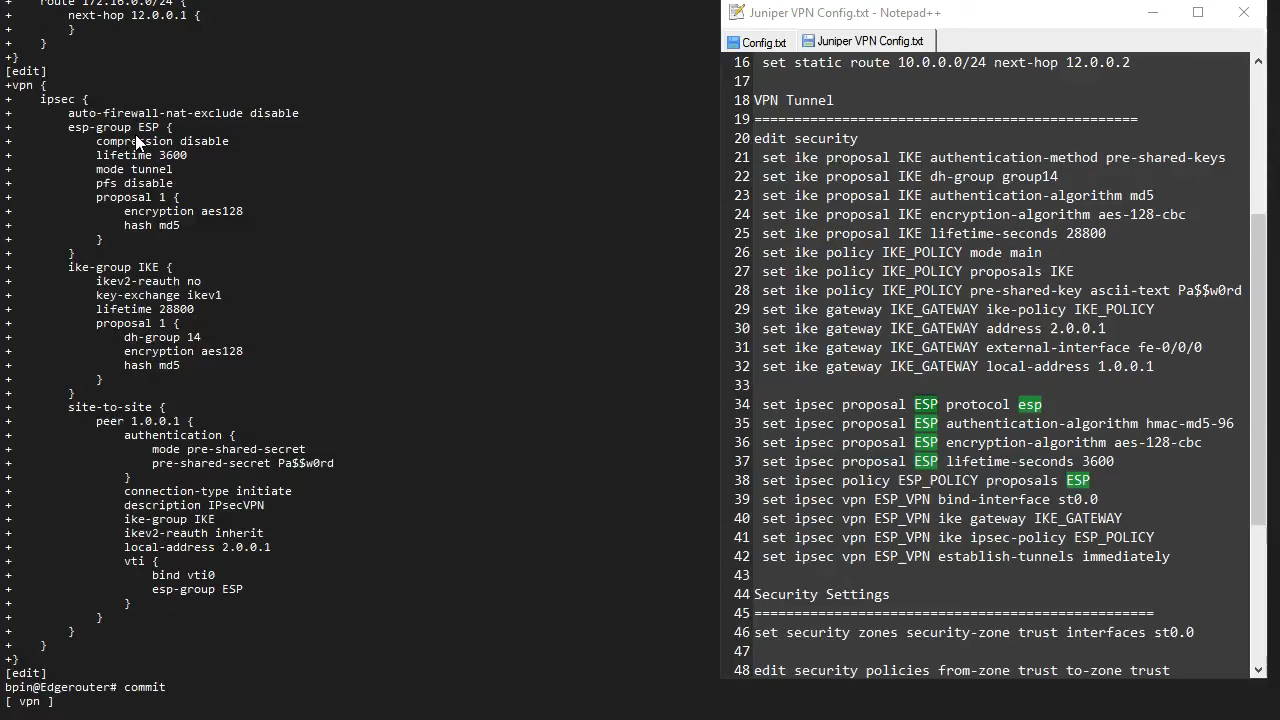 +    route 172.16.0.0/24 {
+        next-hop 12.0.0.1 {
+        }
+    }
+}
[edit]
+vpn {
+    ipsec {
+        auto-firewall-nat-exclude disable
+        esp-group ESP {
+            compression disable
+            lifetime 3600
+            mode tunnel
+            pfs disable
+            proposal 1 {
+                encryption aes128
+                hash md5
+            }
+        }
+        ike-group IKE {
+            ikev2-reauth no
+            key-exchange ikev1
+            lifetime 28800
+            proposal 1 {
+                dh-group 14
+                encryption aes128
+                hash md5
+            }
+        }
+        site-to-site {
+            peer 1.0.0.1 {
+                authentication {
+                    mode pre-shared-secret
+                    pre-shared-secret Pa$$w0rd
+                }
+                connection-type initiate
+                description IPsecVPN
+                ike-group IKE
+                ikev2-reauth inherit
+                local-address 2.0.0.1
+                vti {
+                    bind vti0
+                    esp-group ESP
+                }
+            }
+        }
+    }
+}
[edit]
bpin@Edgerouter# commit
[ vpn ]
Juniper VPN Config.txt - Notepad++
Config.txt
Juniper VPN Config.txt
16  set static route 10.0.0.0/24 next-hop 12.0.0.2
17
18 VPN Tunnel
19 ================================================
20 edit security
21  set ike proposal IKE authentication-method pre-shared-keys
22  set ike proposal IKE dh-group group14
23  set ike proposal IKE authentication-algorithm md5
24  set ike proposal IKE encryption-algorithm aes-128-cbc
25  set ike proposal IKE lifetime-seconds 28800
26  set ike policy IKE_POLICY mode main
27  set ike policy IKE_POLICY proposals IKE
28  set ike policy IKE_POLICY pre-shared-key ascii-text Pa$$w0rd
29  set ike gateway IKE_GATEWAY ike-policy IKE_POLICY
30  set ike gateway IKE_GATEWAY address 2.0.0.1
31  set ike gateway IKE_GATEWAY external-interface fe-0/0/0
32  set ike gateway IKE_GATEWAY local-address 1.0.0.1
33
34  set ipsec proposal ESP protocol esp
35  set ipsec proposal ESP authentication-algorithm hmac-md5-96
36  set ipsec proposal ESP encryption-algorithm aes-128-cbc
37  set ipsec proposal ESP lifetime-seconds 3600
38  set ipsec policy ESP_POLICY proposals ESP
39  set ipsec vpn ESP_VPN bind-interface st0.0
40  set ipsec vpn ESP_VPN ike gateway IKE_GATEWAY
41  set ipsec vpn ESP_VPN ike ipsec-policy ESP_POLICY
42  set ipsec vpn ESP_VPN establish-tunnels immediately
43
44 Security Settings
45 ==================================================
46 set security zones security-zone trust interfaces st0.0
47
48 edit security policies from-zone trust to-zone trust